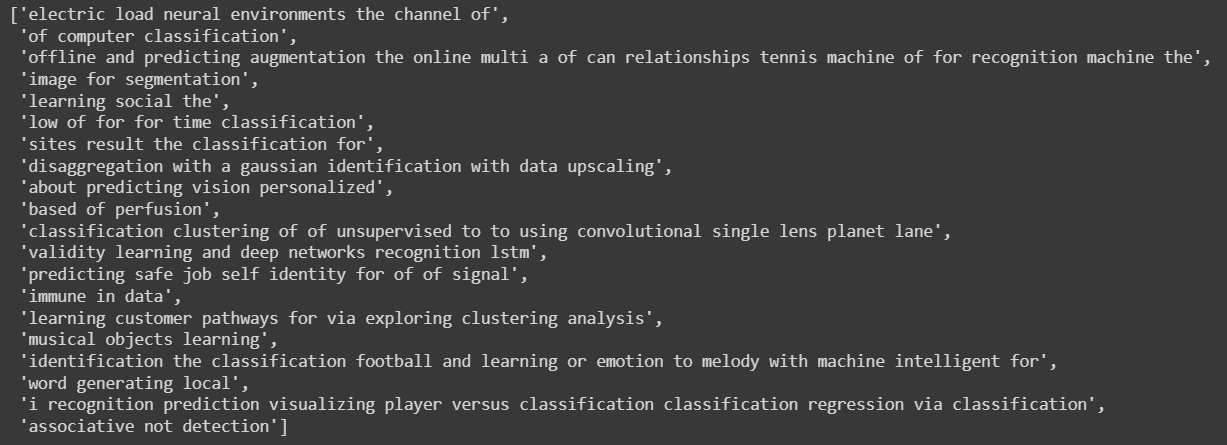 ['electric load neural environments the channel of',
'of computer classification',
'offline and predicting augmentation the online multi a of can relationships tennis machine of for recognition machine the',
'image for segmentation',
'learning social the',
'low of for for time classification',
'sites result the classification for',
'disaggregation with a gaussian identification with data upscaling',
'about predicting vision personalized',
'based of perfusion',
'classification clustering of of unsupervised to to using convolutional single lens planet lane',
'validity learning and deep networks recognition lstm',
'predicting safe job self identity for of of signal',
'immune in data',
'learning customer pathways for via exploring clustering analysis',
'musical objects learning',
'identification the classification football and learning or emotion to melody with machine intelligent for',
'word generating local',
'i recognition prediction visualizing player versus classification classification regression via classification',
'associative not detection']